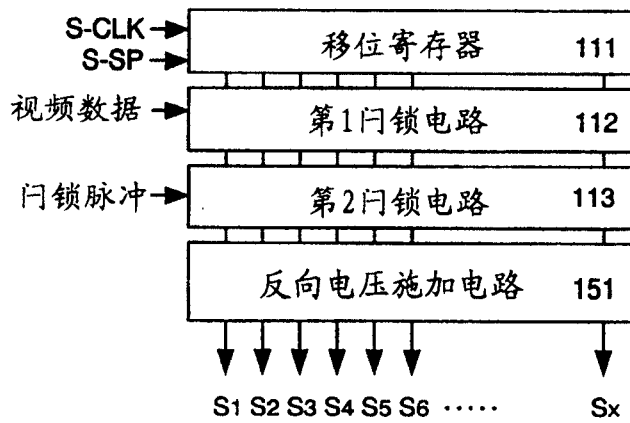 S-CLK
S-SP
移位寄存器 111
视频数据
第1闩锁电路 112
闩锁脉冲
第2闩锁电路 113
反向电压施加电路 151
S1 S2 S3 S4 S5 S6 ····· Sx